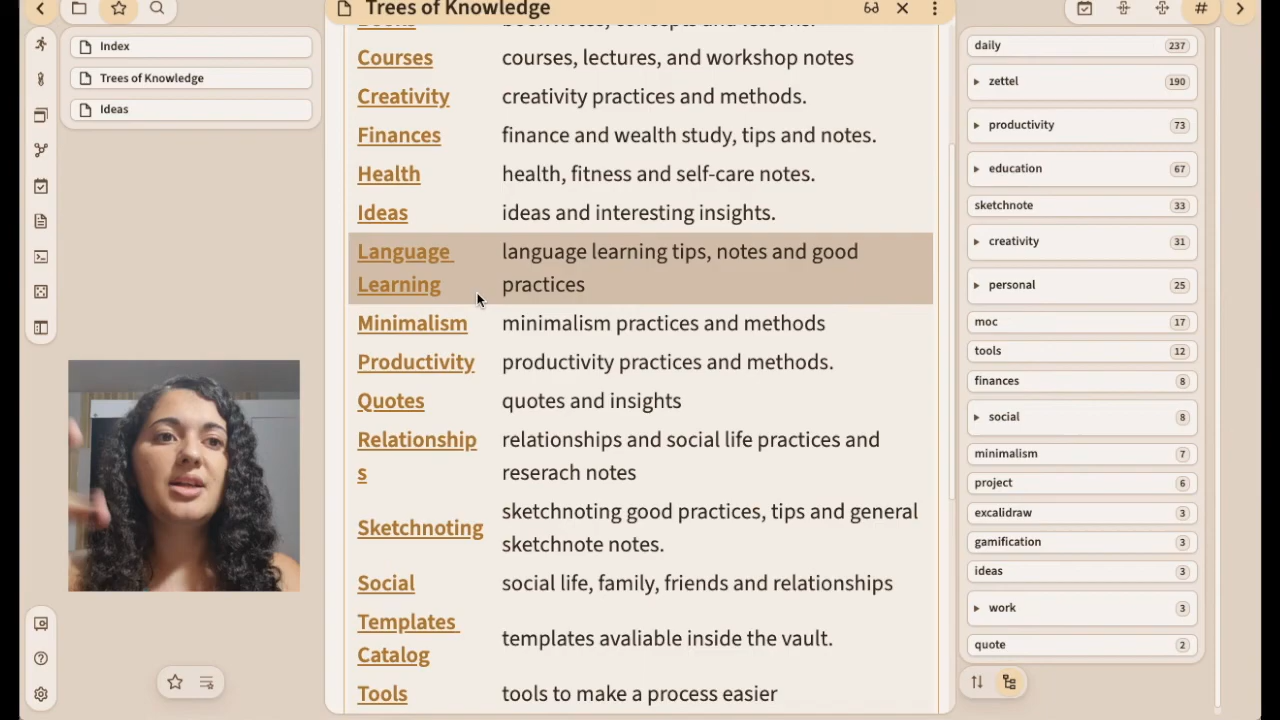 Trees of Knowledge
Index
Trees of Knowledge
Ideas
Books book notes, concepts and lessons.
Courses courses, lectures, and workshop notes
Creativity creativity practices and methods.
Finances finance and wealth study, tips and notes.
Health health, fitness and self-care notes.
Ideas ideas and interesting insights.
Language language learning tips, notes and good
Learning practices
Minimalism minimalism practices and methods
Productivity productivity practices and methods.
Quotes quotes and insights
Relationship relationships and social life practices and
s reserach notes
Sketchnoting sketchnoting good practices, tips and general
sketchnote notes.
Social social life, family, friends and relationships
Templates
Catalog templates avaliable inside the vault.
Tools tools to make a process easier
daily 237
zettel 190
productivity 73
education 67
sketchnote 33
creativity 31
personal 25
moc 17
tools 12
finances 8
social 8
minimalism 7
project 6
excalidraw 3
gamification 3
ideas 3
work 3
quote 2